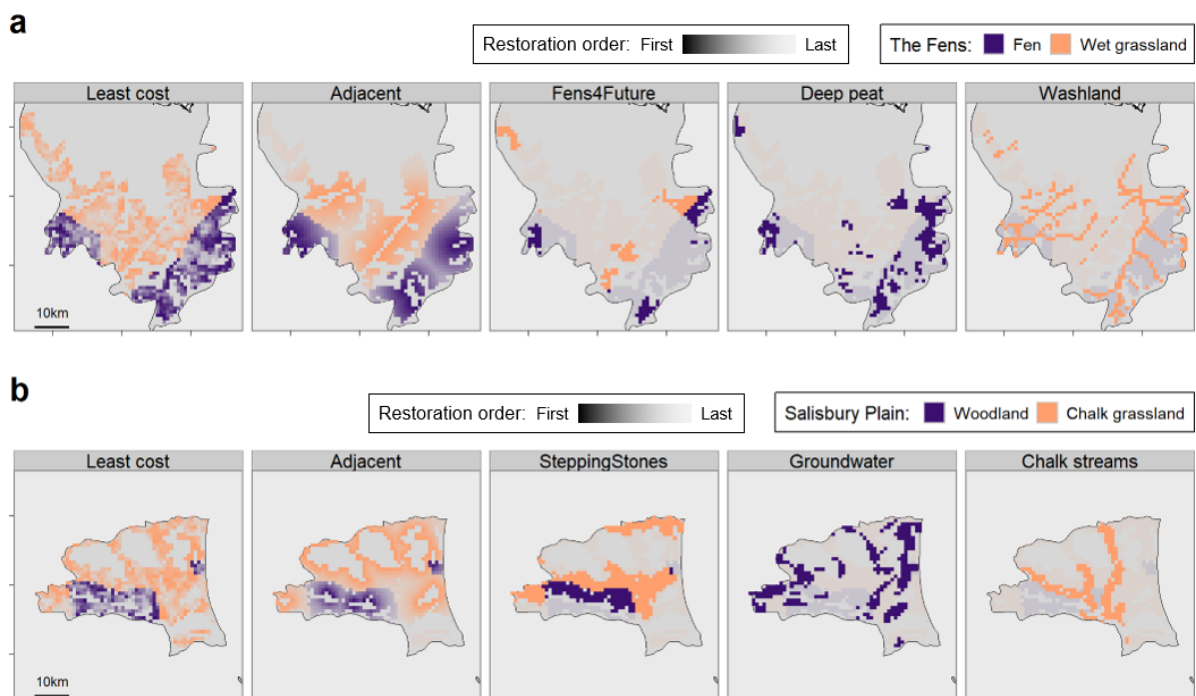 a
Restoration order: First Last
The Fens: Fen Wet grassland
Least cost
Adjacent
Fens4Future
Deep peat
Washland
10km
b
Restoration order: First Last
Salisbury Plain: Woodland Chalk grassland
Least cost
Adjacent
SteppingStones
Groundwater
Chalk streams
10km